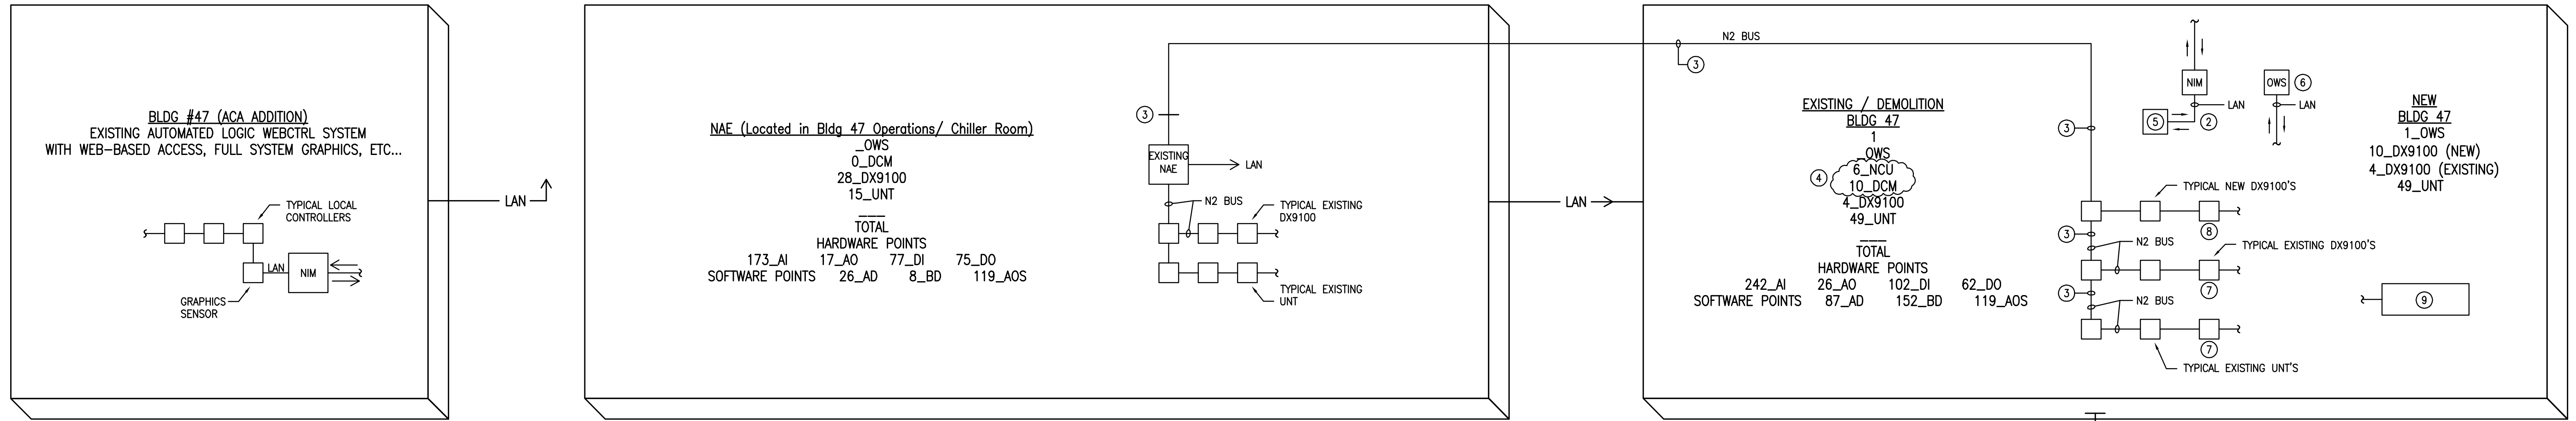 BLDG #47 (ACA ADDITION)
EXISTING AUTOMATED LOGIC WEBCTRL SYSTEM
WITH WEB-BASED ACCESS, FULL SYSTEM GRAPHICS, ETC...
TYPICAL LOCAL
CONTROLLERS
LAN
NIM
GRAPHICS
SENSOR
LAN
NAE (Located in Bldg 47 Operations/ Chiller Room)
_OWS
0_DCM
28_DX9100
15_UNT
___
TOTAL
HARDWARE POINTS
173_AI 17_AO 77_DI 75_DO
SOFTWARE POINTS 26_AD 8_BD 119_AOS
3
EXISTING
NAE
LAN
N2 BUS
TYPICAL EXISTING
DX9100
TYPICAL EXISTING
UNT
LAN
N2 BUS
3
EXISTING / DEMOLITION
BLDG 47
1
_OWS
4
6_NCU
10_DCM
4_DX9100
49_UNT
___
TOTAL
HARDWARE POINTS
242_AI 26_AO 102_DI 62_DO
SOFTWARE POINTS 87_AD 152_BD 119_AOS
NIM
LAN
5
2
OWS
6
LAN
3
TYPICAL NEW DX9100'S
8
3
N2 BUS
TYPICAL EXISTING DX9100'S
7
3
N2 BUS
7
TYPICAL EXISTING UNT'S
NEW
BLDG 47
1_OWS
10_DX9100 (NEW)
4_DX9100 (EXISTING)
49_UNT
9